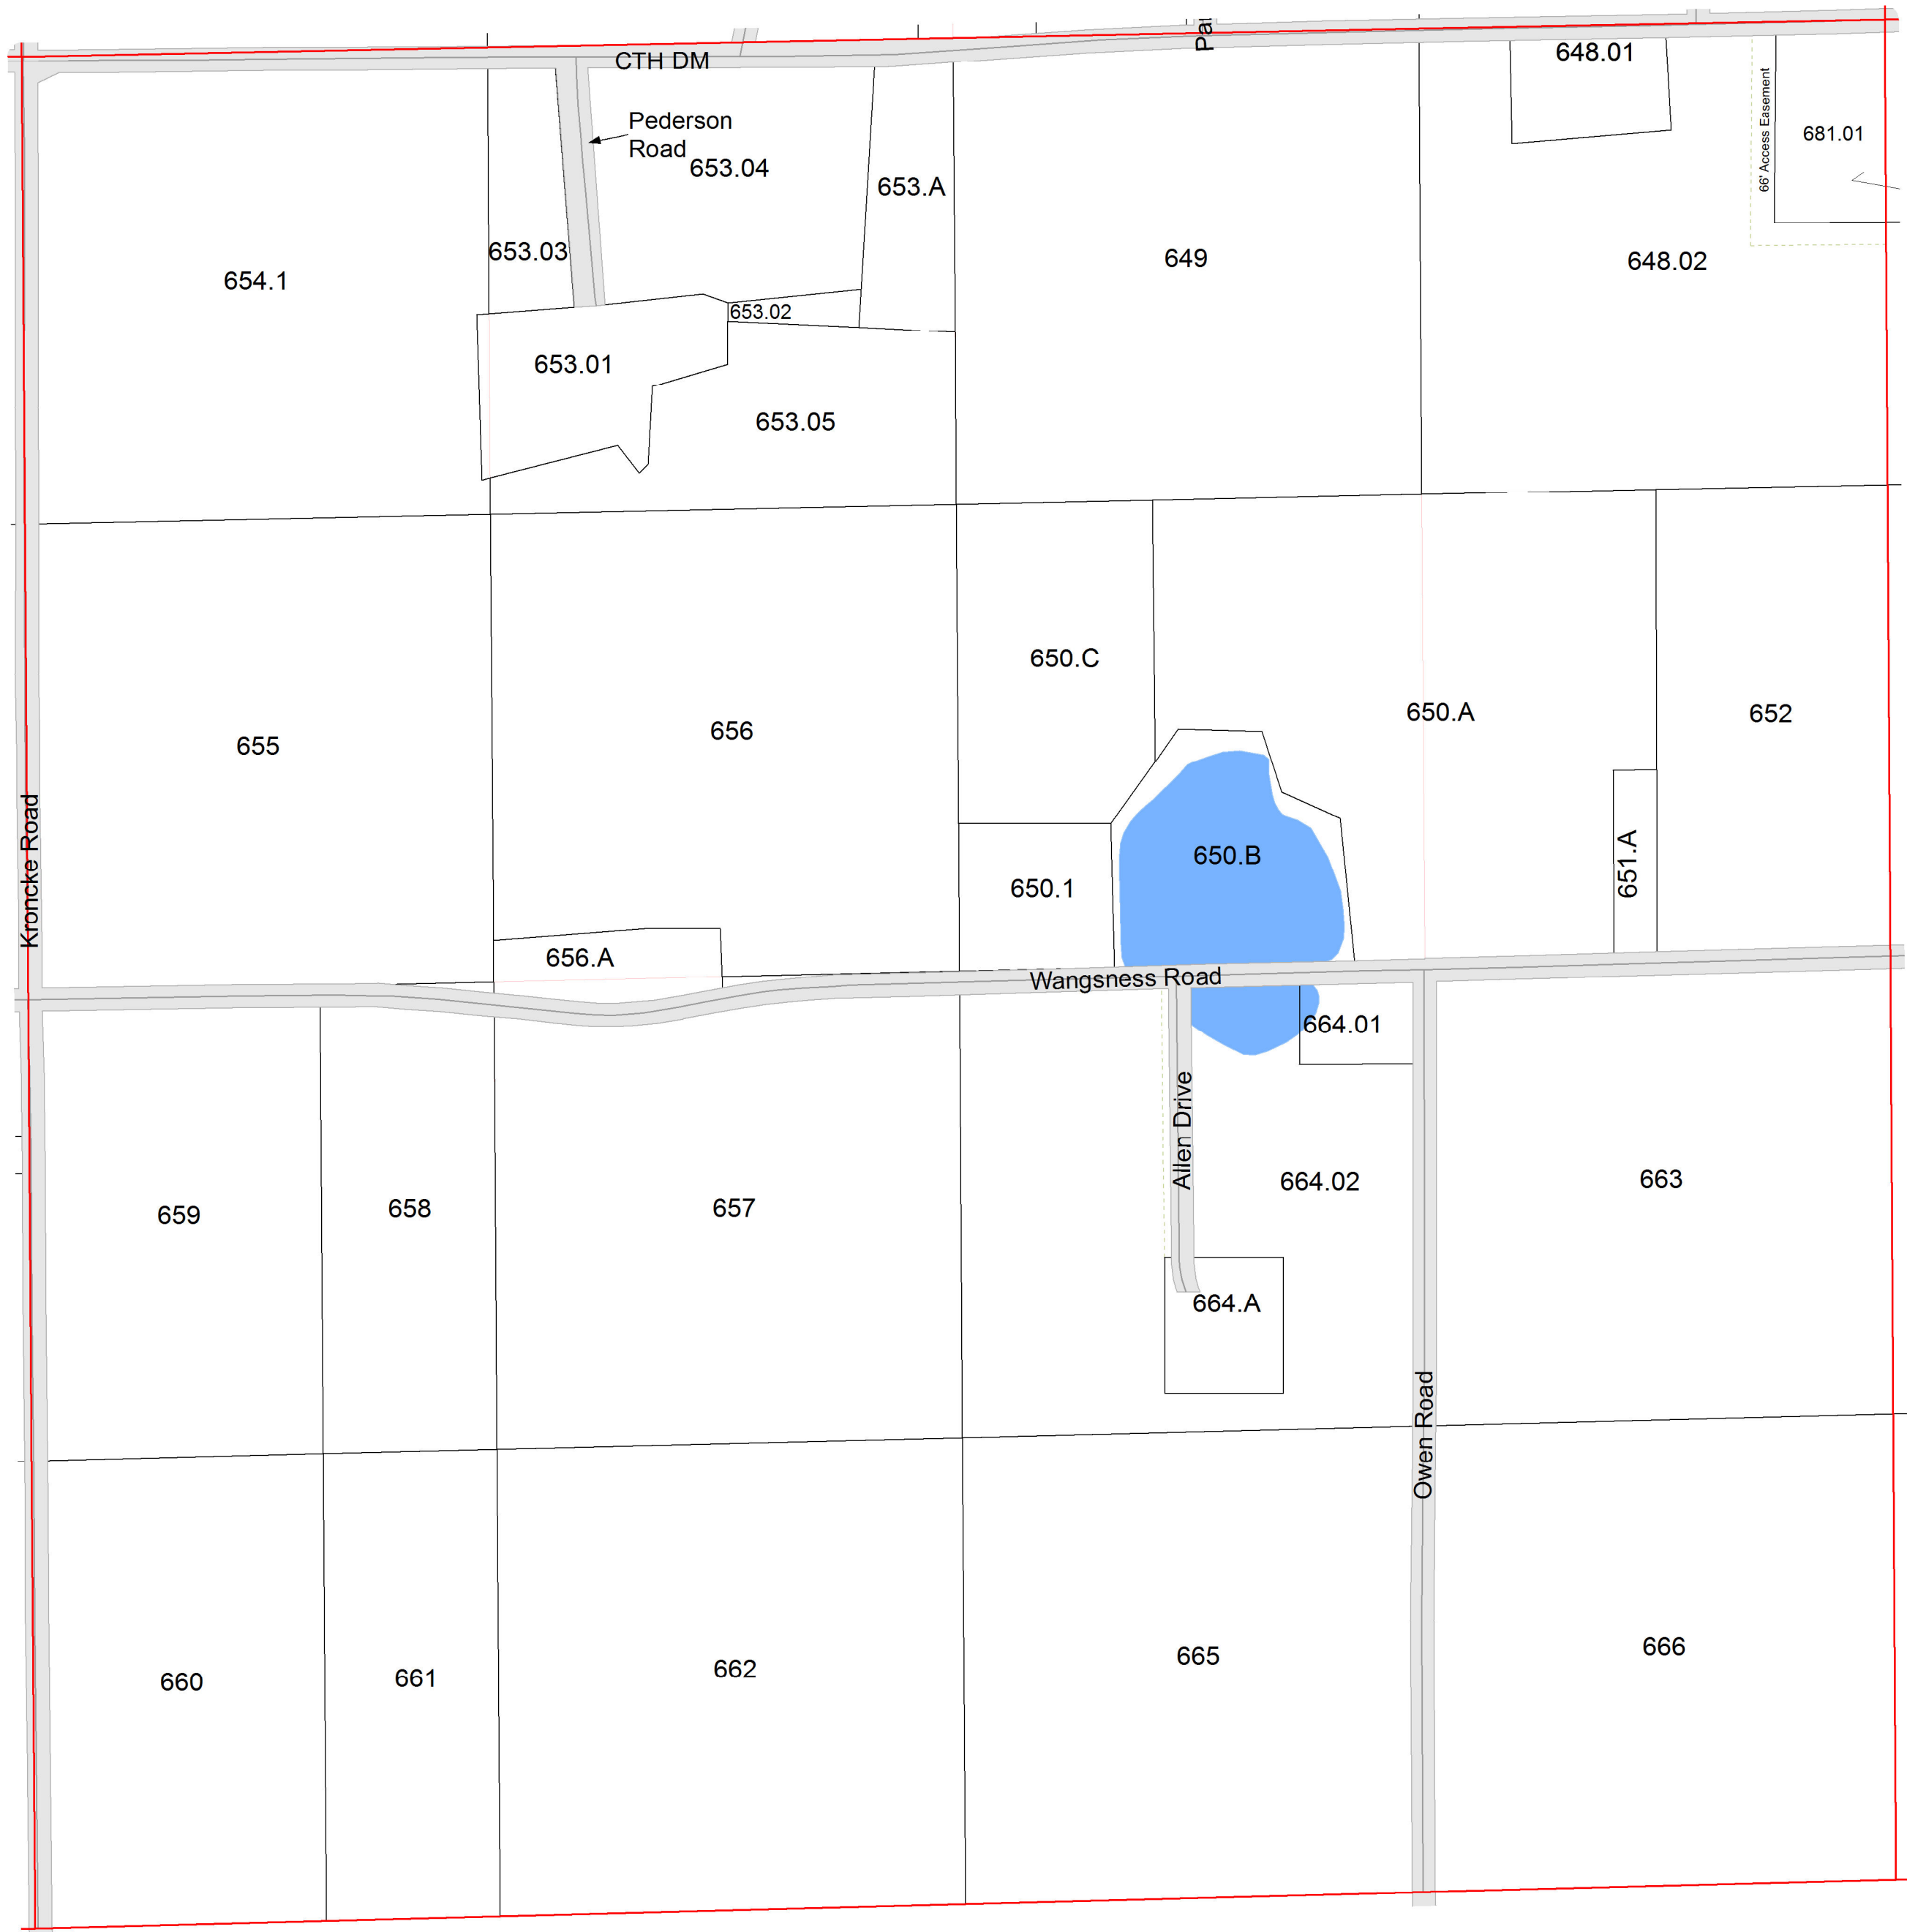 CTH DM
648.01
66' Access Easement
681.01
Pederson
Road
653.04
653.A
653.03
654.1
649
648.02
653.02
653.01
653.05
650.C
650.A
652
656
655
Kroncke Road
650.B
650.1
651.A
656.A
Wangsness Road
664.01
Allen Drive
664.02
663
659
658
657
664.A
Owen Road
660
661
662
665
666